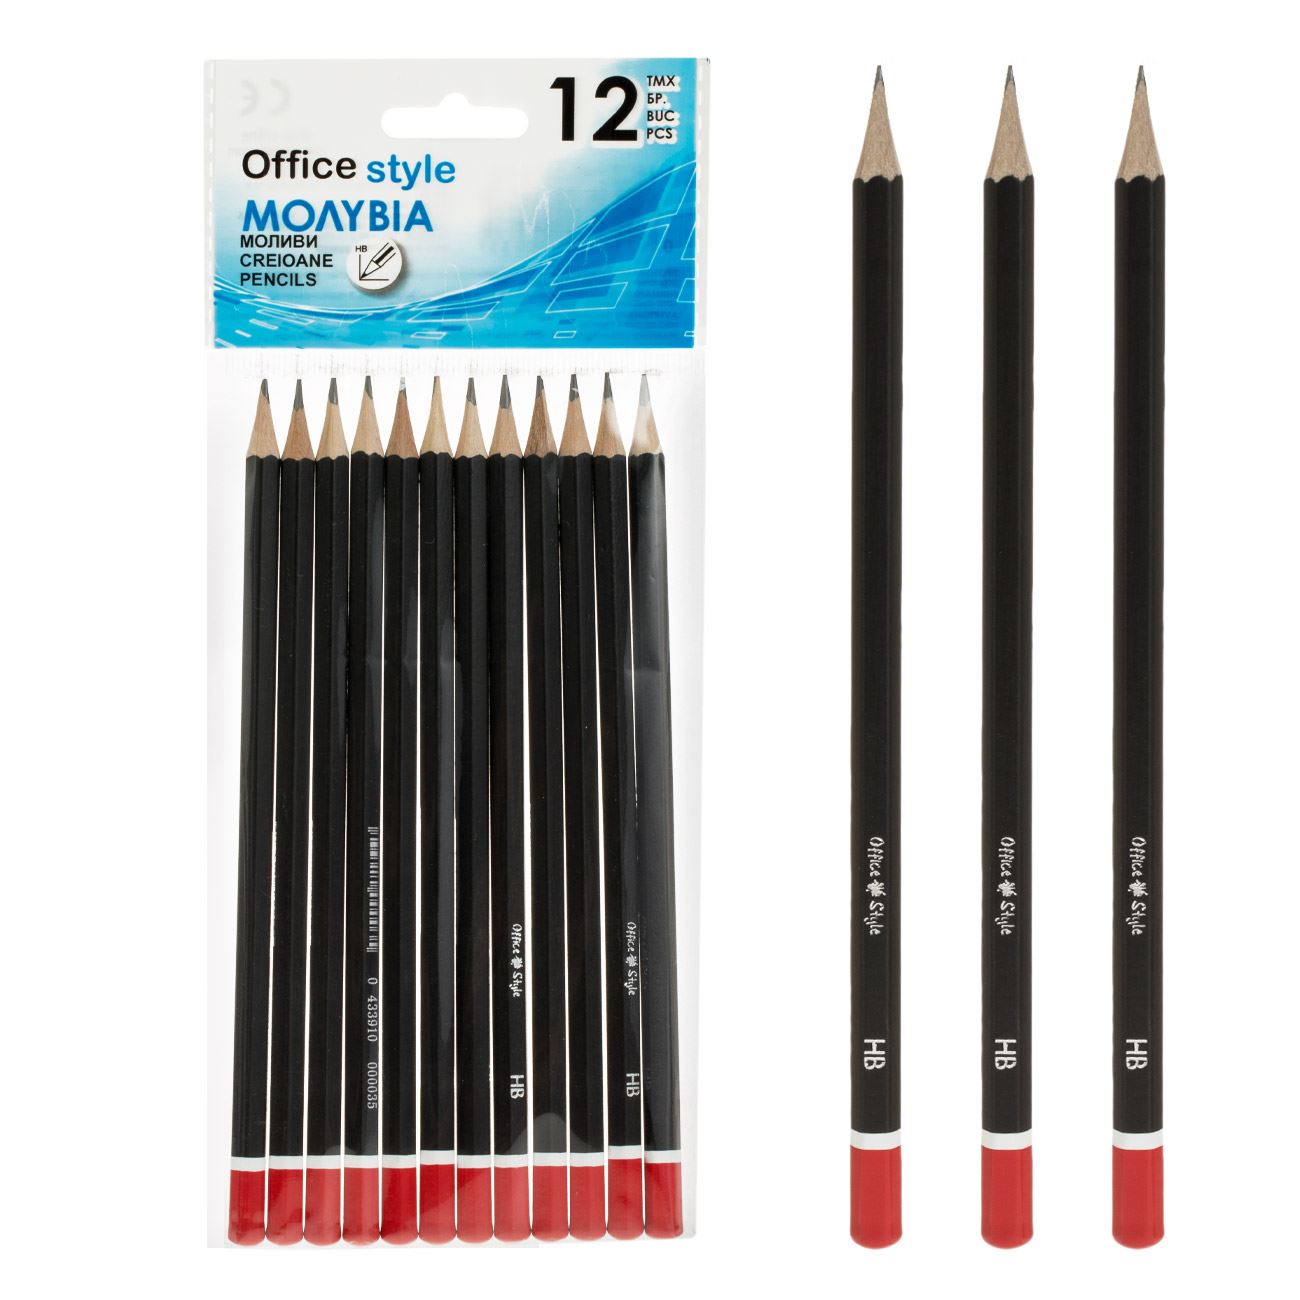 12
ΤΜΧ
БР.
BUC
PCS
Office style
ΜΟΛΥΒΙΑ
МОЛИВИ
CREIOANE
PENCILS
HB
0 433910 000035
Office Style
HB
Office Style
HB
Office Style HB
Office Style HB
Office Style HB